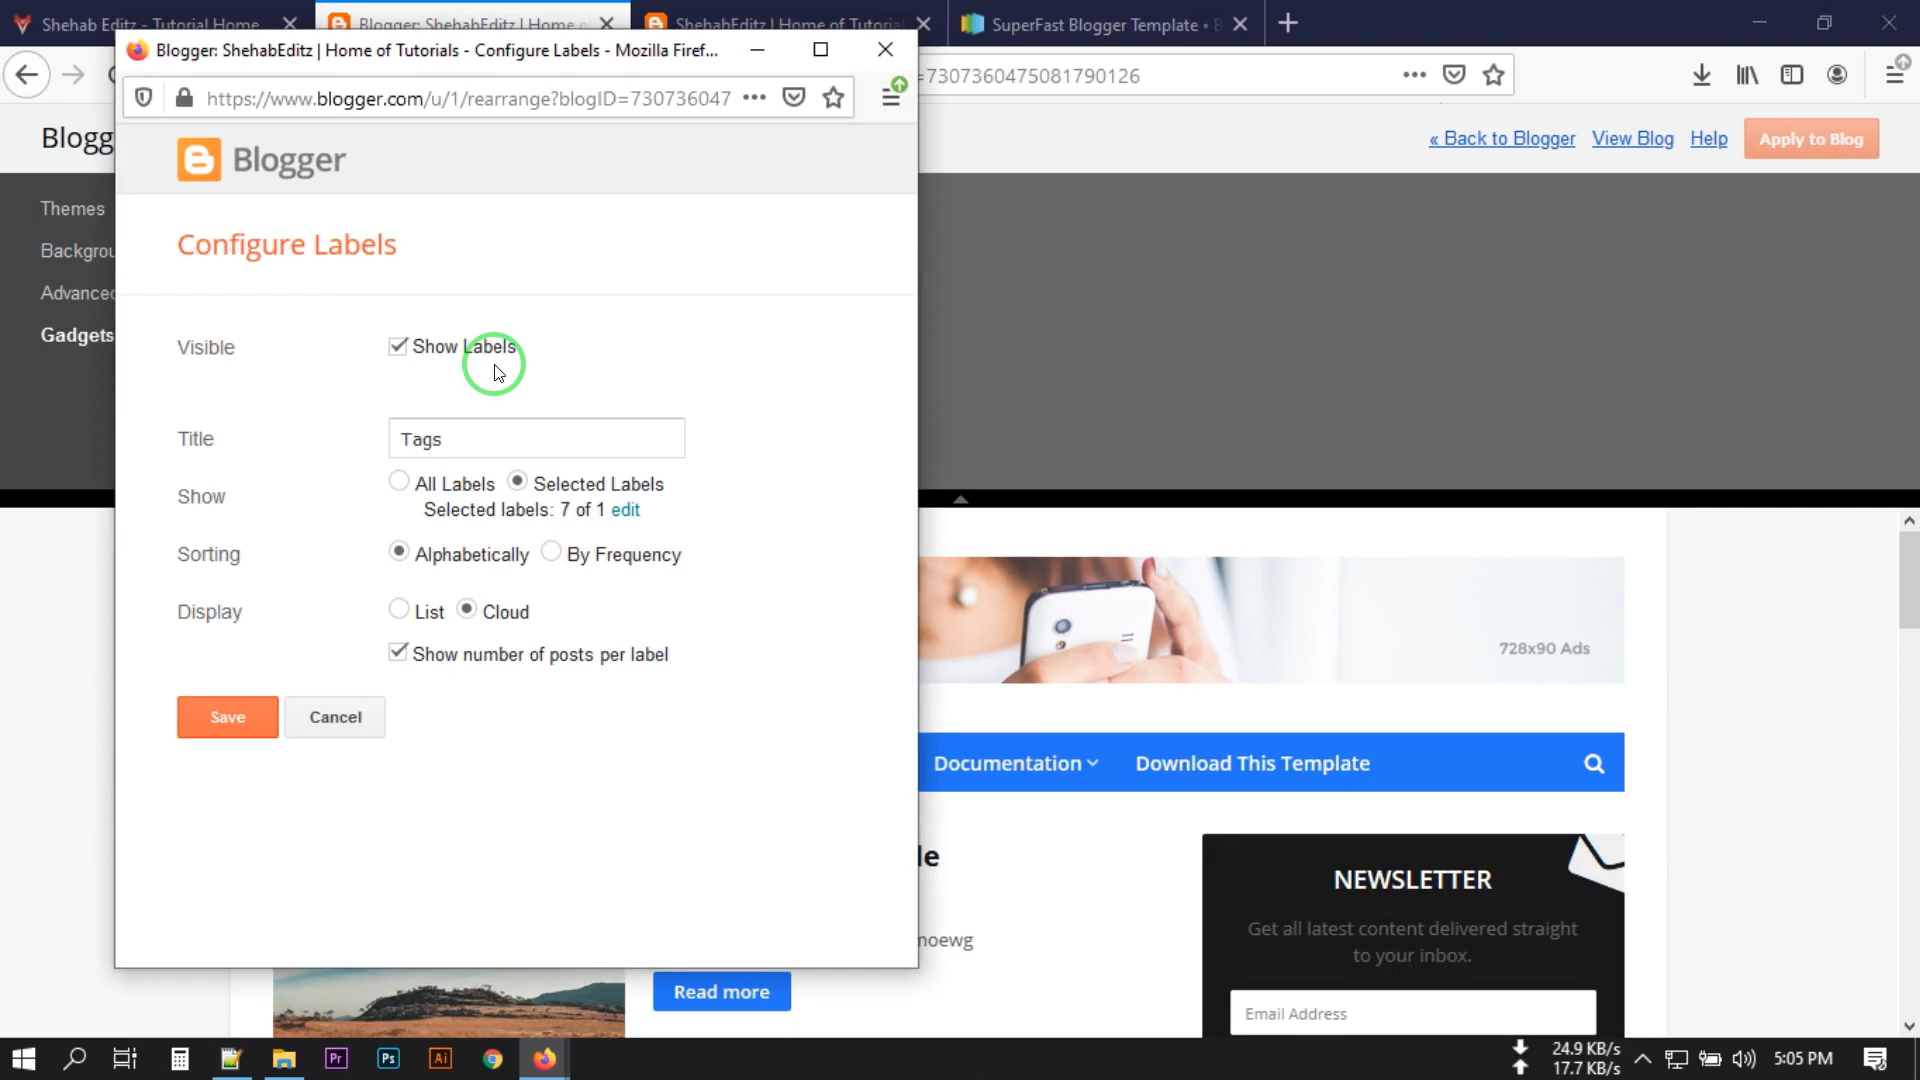 Shehab Editz - Tutorial Home
Blogger: ShehabEditz | Home o
ShehabEditz | Home of Tutorial
SuperFast Blogger Template • B
Blogger: ShehabEditz | Home of Tutorials - Configure Labels - Mozilla Firef...
=7307360475081790126
https://www.blogger.com/u/1/rearrange?blogID=730736047
Blogg
« Back to Blogger View Blog Help Apply to Blog
Blogger
Themes
Backgrou
Advanced
Gadgets
Configure Labels
Visible
Show Labels
Title
Tags
Show
All Labels Selected Labels
Selected labels: 7 of 1 edit
Sorting
Alphabetically By Frequency
Display
List Cloud
Show number of posts per label
Save Cancel
728x90 Ads
Documentation Download This Template
le
noewg
Read more
NEWSLETTER
Get all latest content delivered straight
to your inbox.
Email Address
Pr Ps Ai
24.9 KB/s
17.7 KB/s
5:05 PM